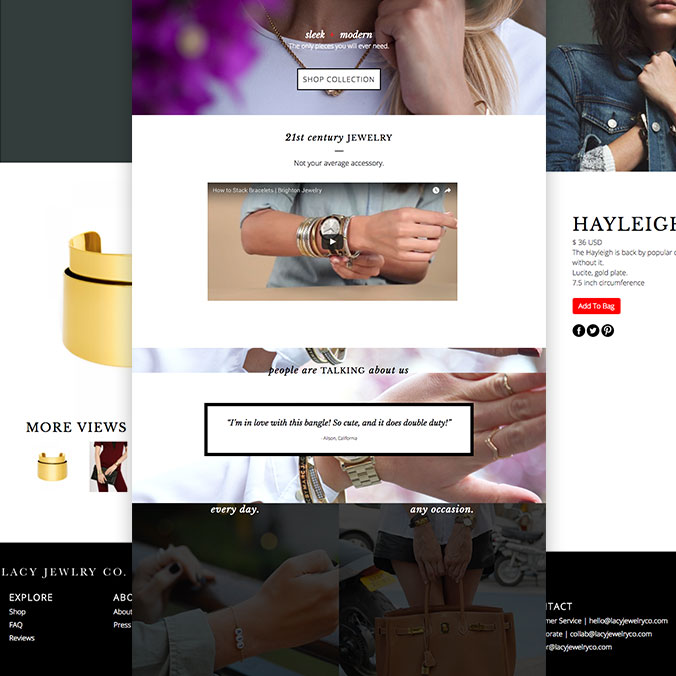 sleek + modern
The only pieces you will ever need.
SHOP COLLECTION
21st century JEWELRY
Not your average accessory.
How to Stack Bracelets | Brighton Jewelry
people are TALKING about us
"I'm in love with this bangle! So cute, and it does double duty!"
- Alison, California
every day.
any occasion.
MORE VIEWS
LACY JEWLRY CO.
EXPLORE
Shop
FAQ
Reviews
ABO
About
Press
HAYLEIGH
$ 36 USD
The Hayleigh is back by popular
without it.
Lucite, gold plate.
7.5 inch circumference
Add To Bag
NTACT
mer Service | hello@lacyjewelryco.com
orate | collab@lacyjewelryco.com
r@lacyjewelryco.com